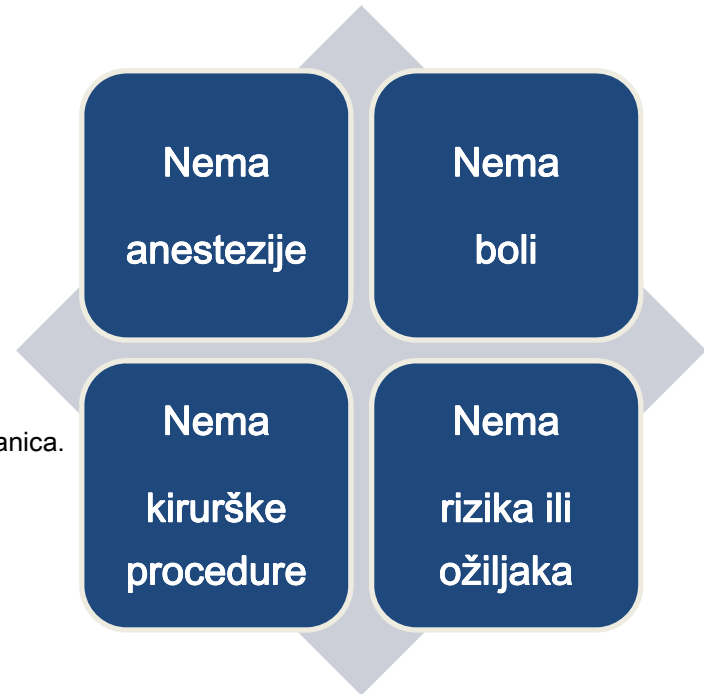 Nema
anestezije
Nema
boli
anica.
Nema
kirurške
procedure
Nema
rizika ili
ožiljaka